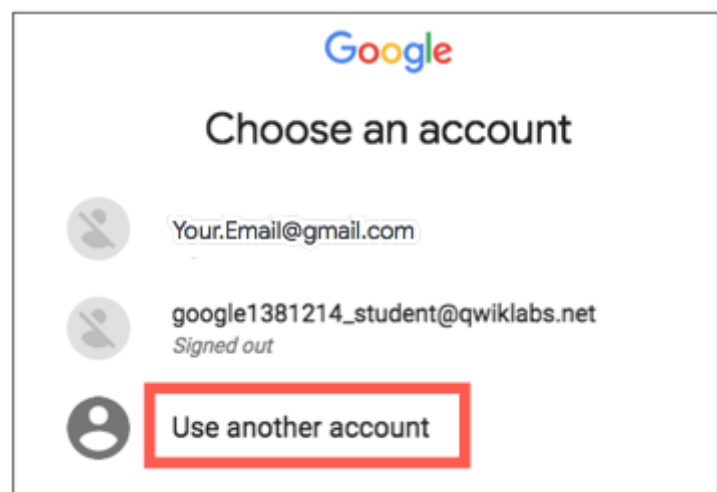 Google
Choose an account
Your.Email@gmail.com
google1381214_student@qwiklabs.net
Signed out
Use another account